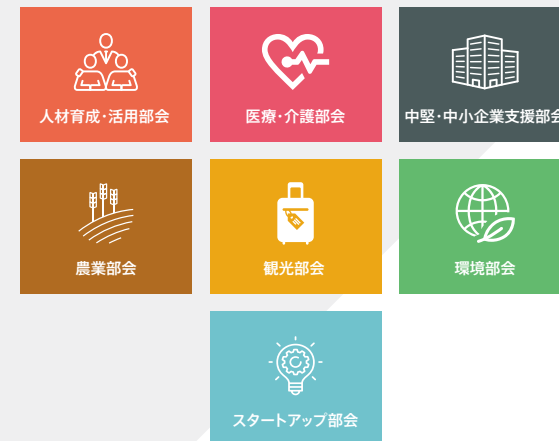 人材育成・活用部会
医療・介護部会
中堅・中小企業支援部会
農業部会
観光部会
環境部会
スタートアップ部会